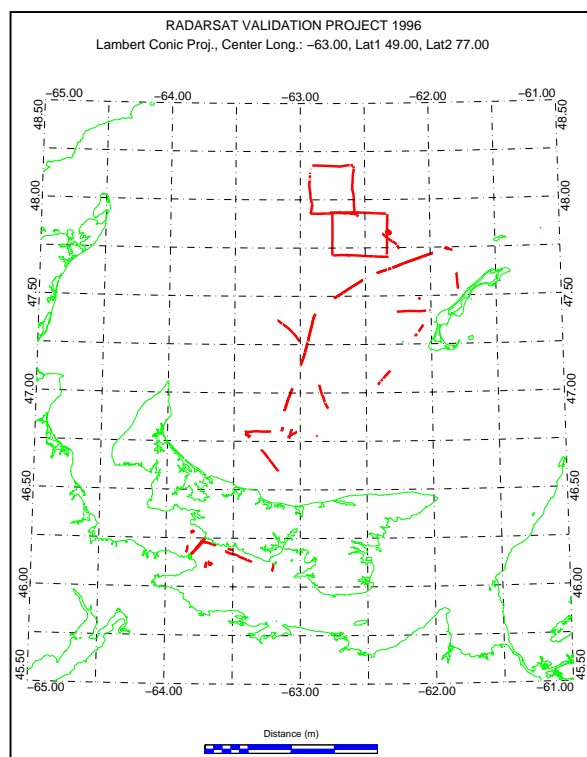 RADARSAT VALIDATION PROJECT 1996
Lambert Conic Proj., Center Long.: −63.00, Lat1 49.00, Lat2 77.00
−65.00 −64.00 −63.00 −62.00 −61.00
48.50 48.50
48.00 48.00
47.50 47.50
47.00 47.00
46.50 46.50
46.00 46.00
45.50 45.50
−65.00 −64.00 −63.00 −62.00 −61.00
Distance (m)